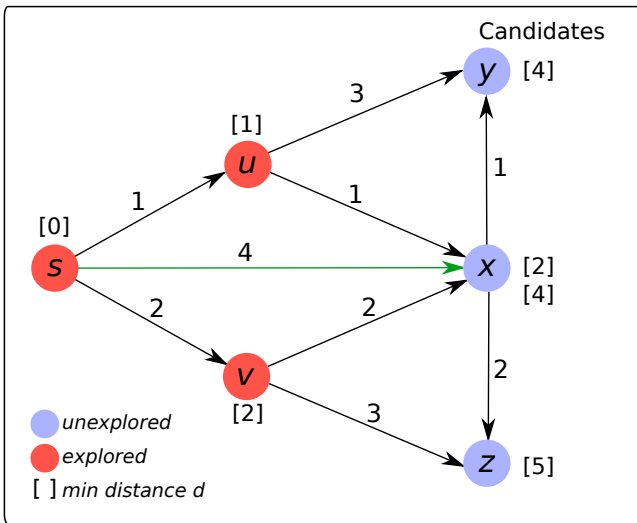 Candidates
y [4]
3
[1]
u
1
1
1
[0]
s
4
x [2]
[4]
2
2
2
v
[2]
3
z [5]
unexplored
explored
[ ] min distance d